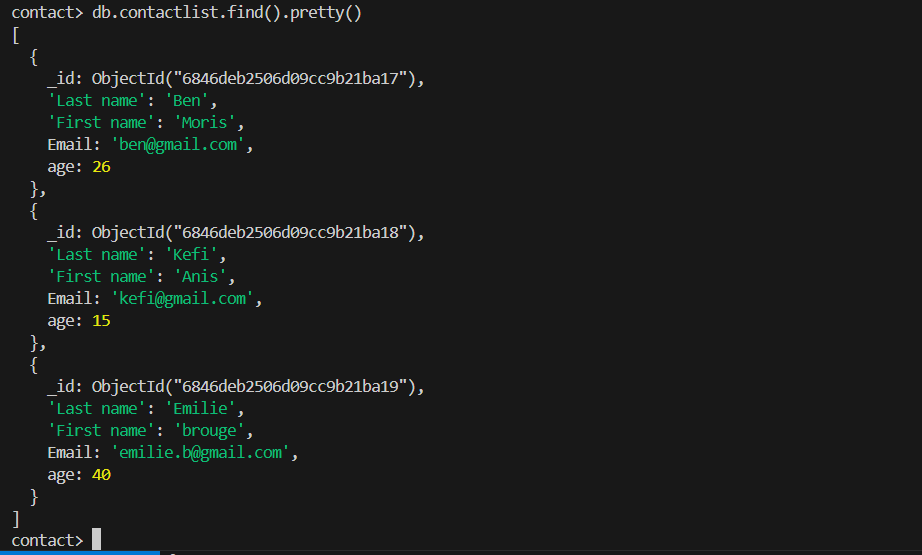 contact> db.contactlist.find().pretty()
[
  {
    _id: ObjectId("6846deb2506d09cc9b21ba17"),
    'Last name': 'Ben',
    'First name': 'Moris',
    Email: 'ben@gmail.com',
    age: 26
  },
  {
    _id: ObjectId("6846deb2506d09cc9b21ba18"),
    'Last name': 'Kefi',
    'First name': 'Anis',
    Email: 'kefi@gmail.com',
    age: 15
  },
  {
    _id: ObjectId("6846deb2506d09cc9b21ba19"),
    'Last name': 'Emilie',
    'First name': 'brouge',
    Email: 'emilie.b@gmail.com',
    age: 40
  }
]
contact>